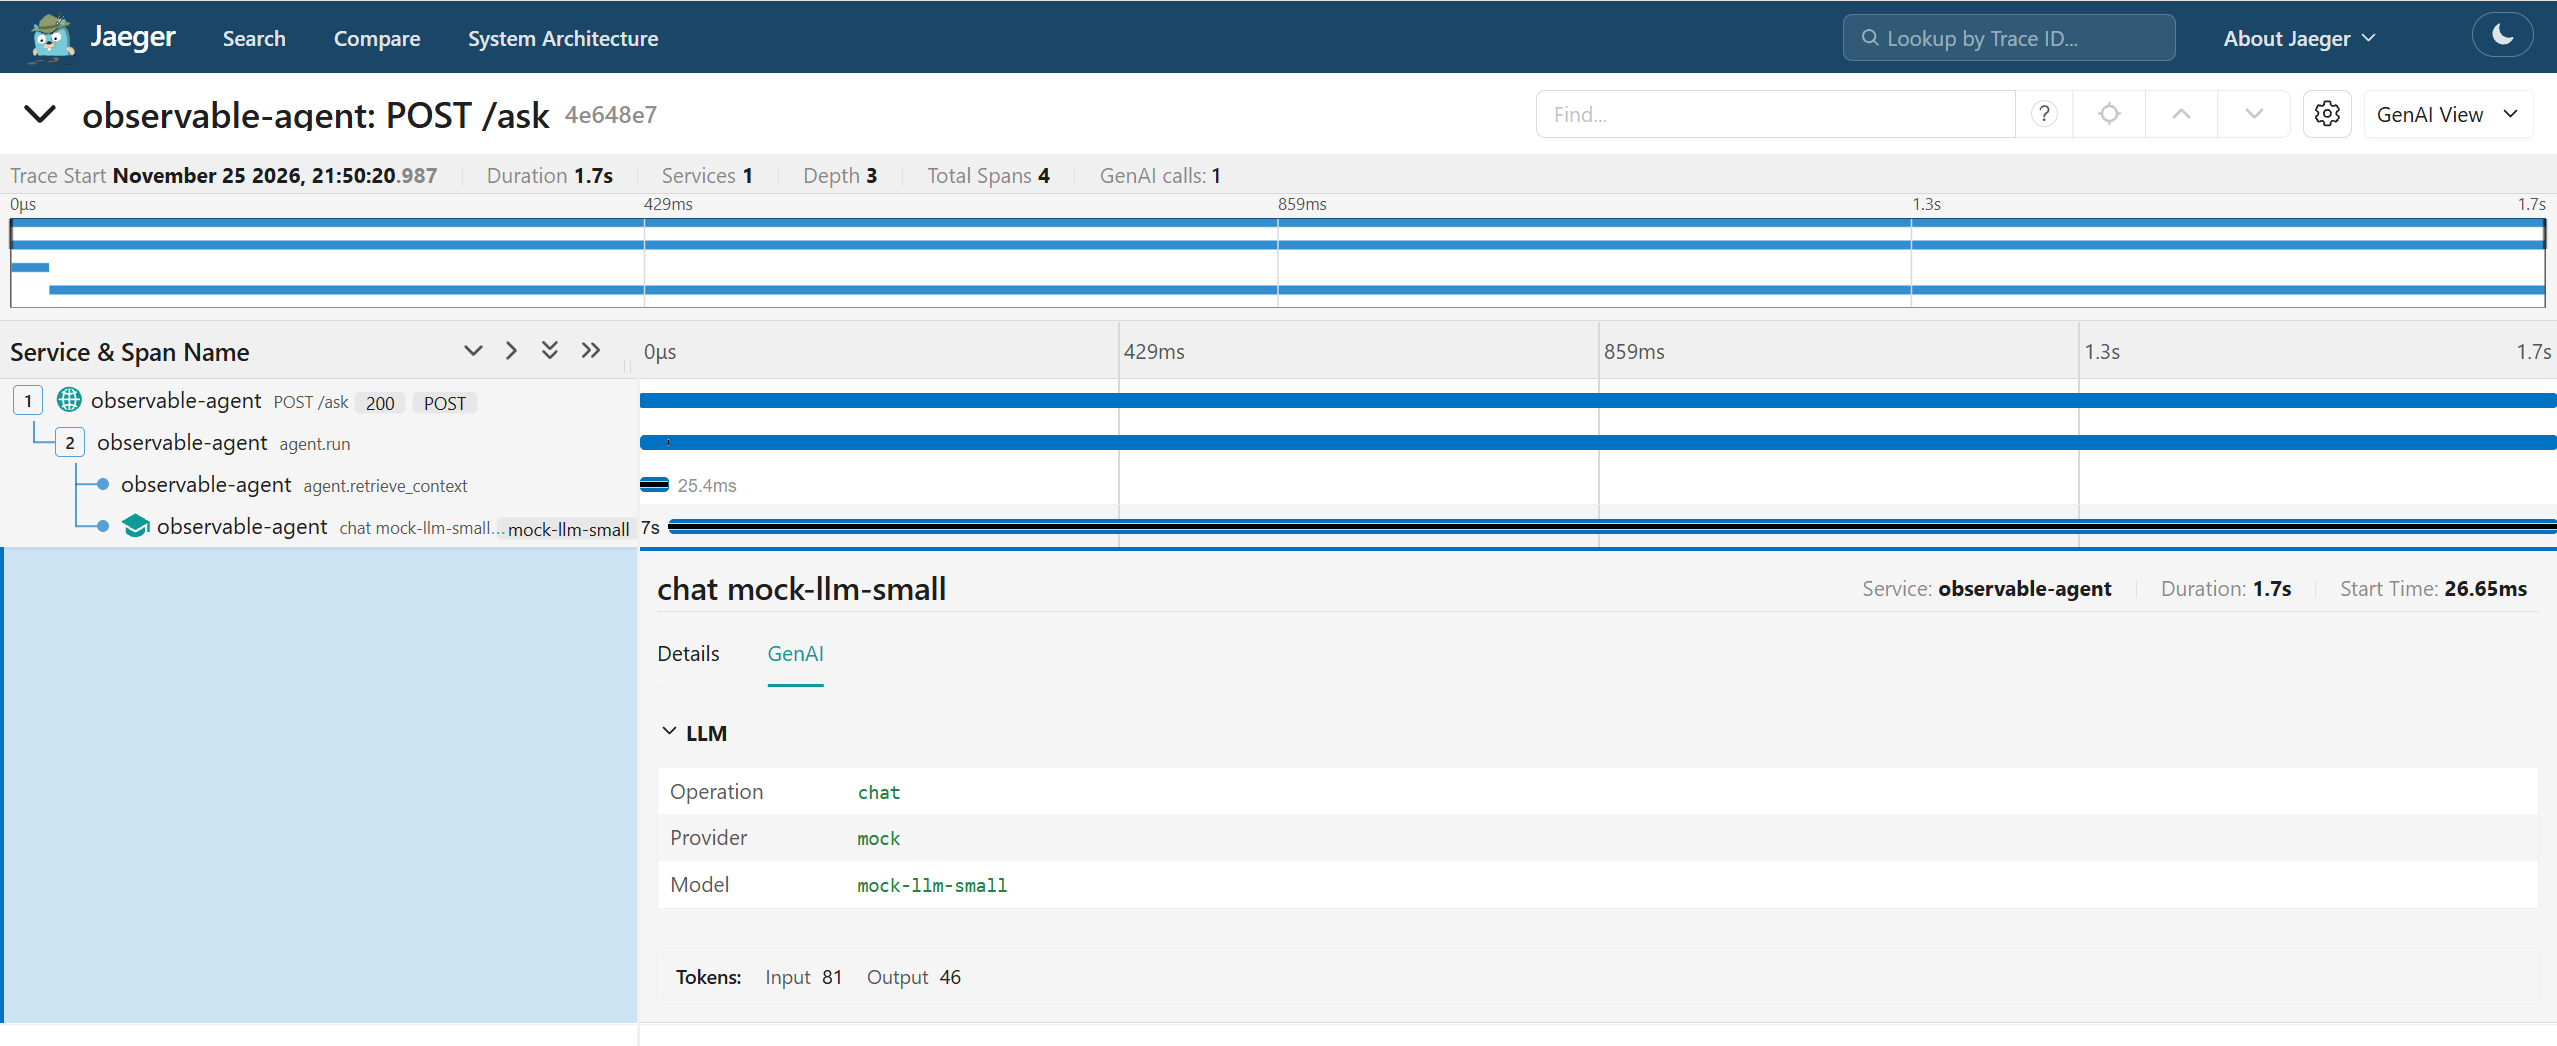 Jaeger Search Compare System Architecture Lookup by Trace ID... About Jaeger
observable-agent: POST /ask 4e648e7 Find... ? GenAI View
Trace Start November 25 2026, 21:50:20.987 Duration 1.7s Services 1 Depth 3 Total Spans 4 GenAI calls: 1
0μs 429ms 859ms 1.3s 1.7s
Service & Span Name 0μs 429ms 859ms 1.3s 1.7s
1 observable-agent POST /ask 200 POST
2 observable-agent agent.run
observable-agent agent.retrieve_context 25.4ms
observable-agent chat mock-llm-small... mock-llm-small 7s
chat mock-llm-small Service: observable-agent Duration: 1.7s Start Time: 26.65ms
Details GenAI
LLM
Operation chat
Provider mock
Model mock-llm-small
Tokens: Input 81 Output 46